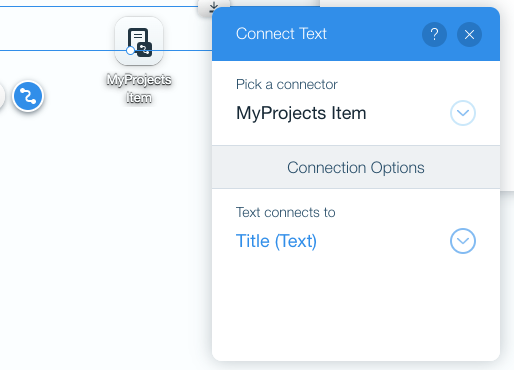 Connect Text
?
MyProjects
item
Pick a connector
MyProjects Item
Connection Options
Text connects to
Title (Text)